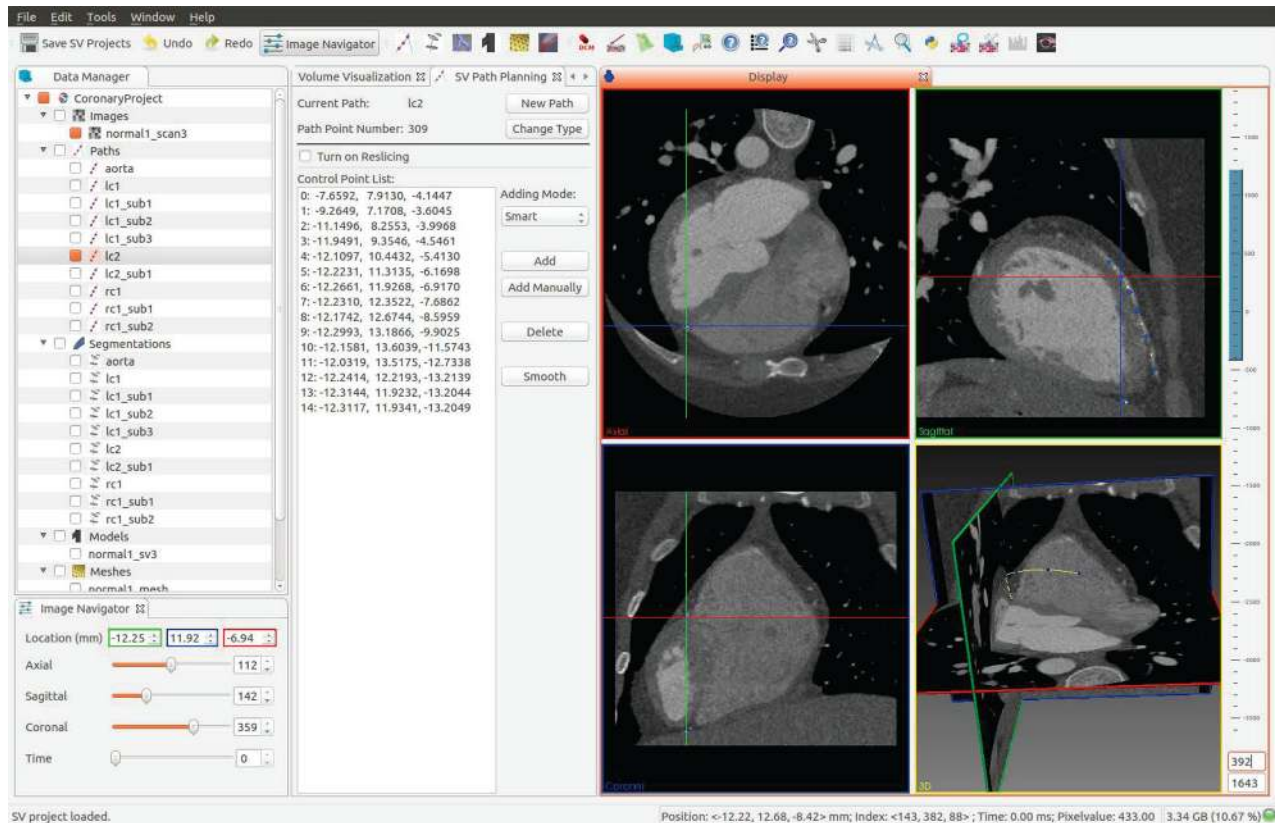 File Edit Tools Window Help
Save SV Projects Undo Redo Image Navigator
Data Manager
CoronaryProject
Images
normal1_scan3
Paths
aorta
lc1
lc1_sub1
lc1_sub2
lc1_sub3
lc2
lc2_sub1
rc1
rc1_sub1
rc1_sub2
Segmentations
aorta
lc1
lc1_sub1
lc1_sub2
lc1_sub3
lc2
lc2_sub1
rc1
rc1_sub1
rc1_sub2
Models
normal1_sv3
Meshes
normal1_mesh
Image Navigator
Location (mm) -12.25 11.92 -6.94
Axial 112
Sagittal 142
Coronal 359
Time 0
Volume Visualization SV Path Planning
Current Path: lc2 New Path
Path Point Number: 309 Change Type
Turn on Reslicing
Control Point List:
0: -7.6592, 7.9130, -4.1447
1: -9.2649, 7.1708, -3.6045
2: -11.1496, 8.2553, -3.9968
3: -11.9491, 9.3546, -4.5461
4: -12.1097, 10.4432, -5.4130
5: -12.2231, 11.3135, -6.1698
6: -12.2661, 11.9268, -6.9170
7: -12.2310, 12.3522, -7.6862
8: -12.1742, 12.6744, -8.5959
9: -12.2993, 13.1866, -9.9025
10: -12.1581, 13.6039, -11.5743
11: -12.0319, 13.5175, -12.7338
12: -12.2414, 12.2193, -13.2139
13: -12.3144, 11.9232, -13.2044
14: -12.3117, 11.9341, -13.2049
Adding Mode:
Smart
Add
Add Manually
Delete
Smooth
Display
Axial
Sagittal
Coronal
3D
1500
1000
500
0
-500
-1000
-1500
-2000
-2500
-3000
-3500
392
1643
SV project loaded.
Position: <-12.22, 12.68, -8.42> mm; Index: <143, 382, 88> ; Time: 0.00 ms; Pixelvalue: 433.00 3.34 GB (10.67 %)